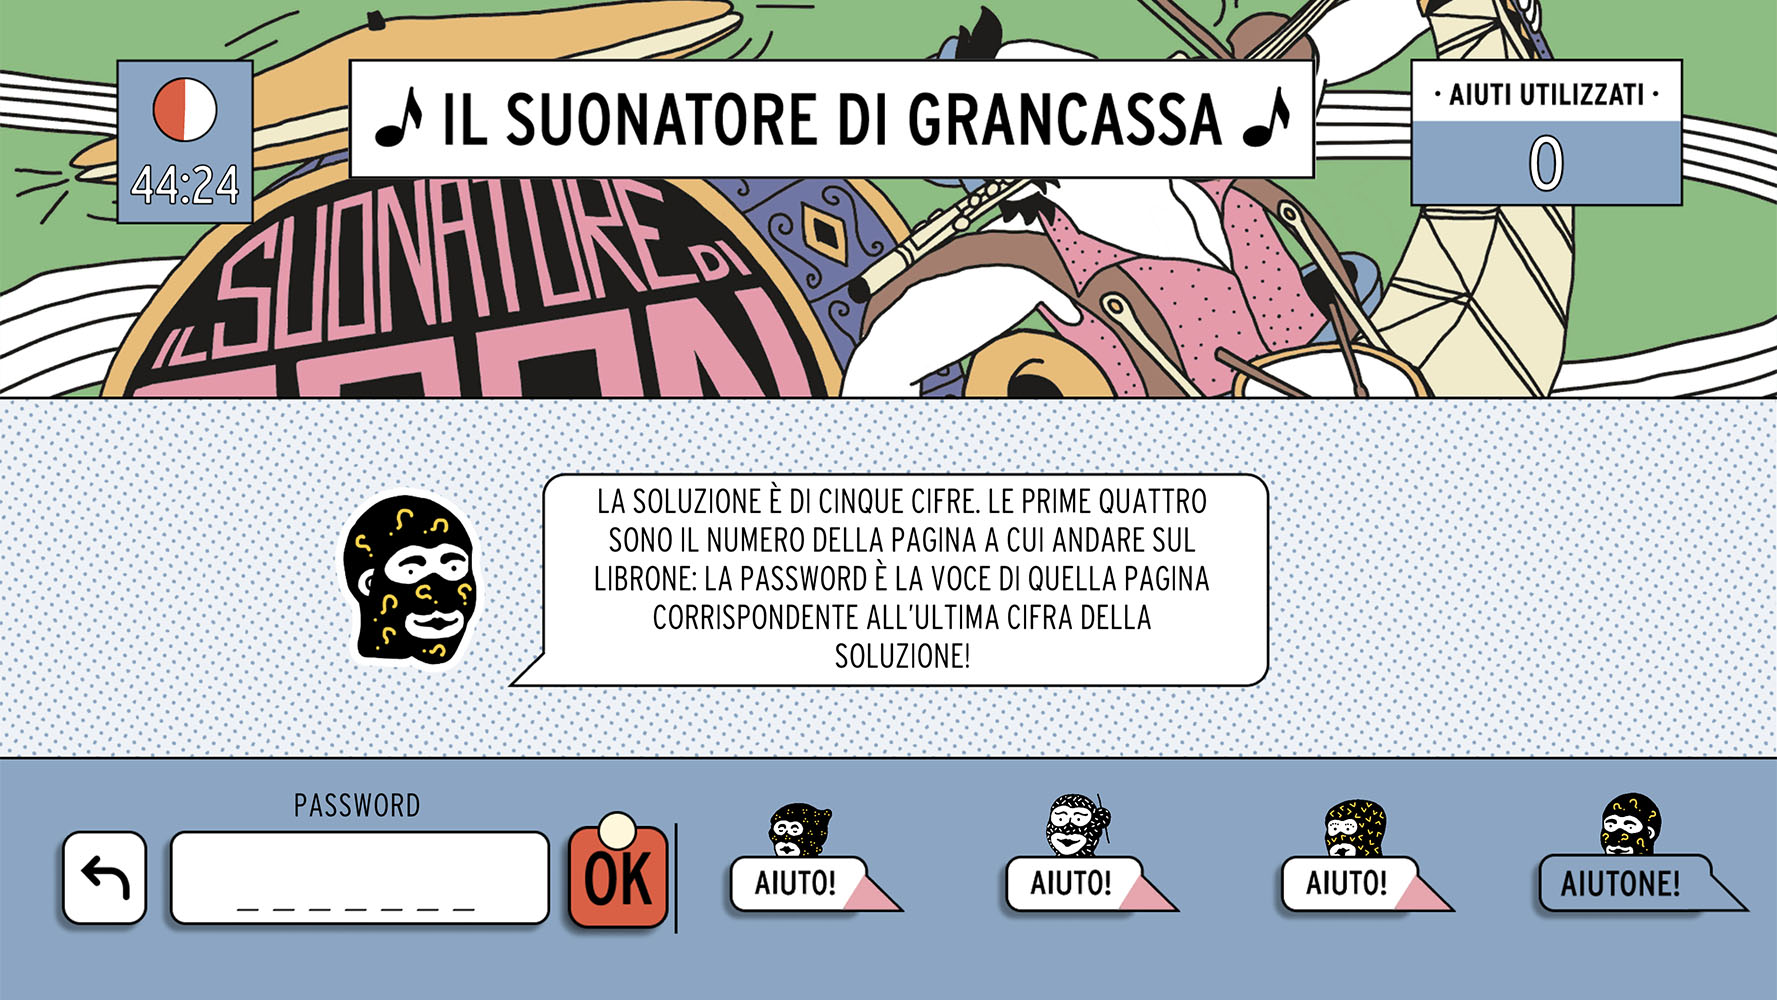 ♪ IL SUONATORE DI GRANCASSA ♪
44:24
· AIUTI UTILIZZATI ·
0
IL SUONATORE DI
GRAN
LA SOLUZIONE È DI CINQUE CIFRE. LE PRIME QUATTRO
SONO IL NUMERO DELLA PAGINA A CUI ANDARE SUL
LIBRONE: LA PASSWORD È LA VOCE DI QUELLA PAGINA
CORRISPONDENTE ALL'ULTIMA CIFRA DELLA
SOLUZIONE!
PASSWORD
OK
AIUTO!
AIUTO!
AIUTO!
AIUTONE!